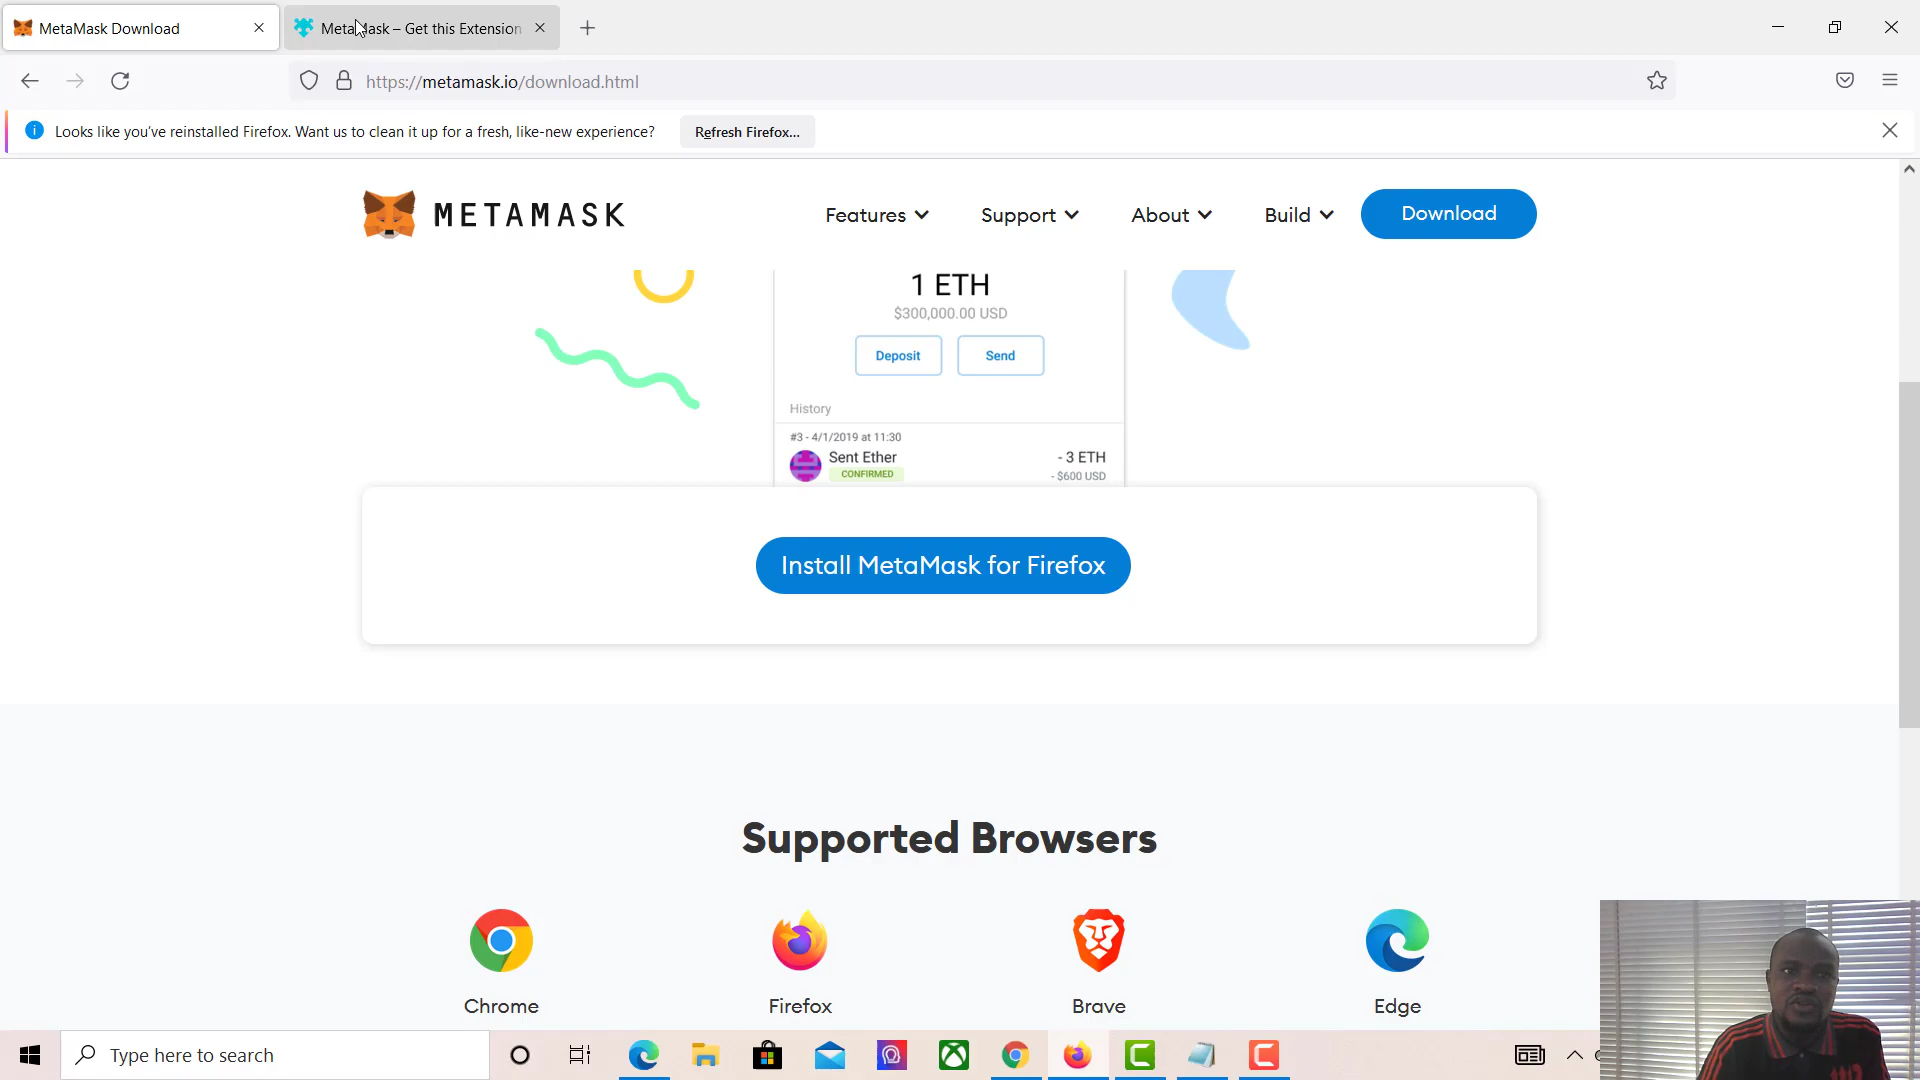 MetaMask Download
MetaMask – Get this Extension
https://metamask.io/download.html
Looks like you've reinstalled Firefox. Want us to clean it up for a fresh, like-new experience?
Refresh Firefox...
METAMASK
Features
Support
About
Build
Download
1 ETH
$300,000.00 USD
Deposit
Send
History
#3 - 4/1/2019 at 11:30
Sent Ether
- 3 ETH
CONFIRMED
- $600 USD
Install MetaMask for Firefox
Supported Browsers
Chrome
Firefox
Brave
Edge
Type here to search